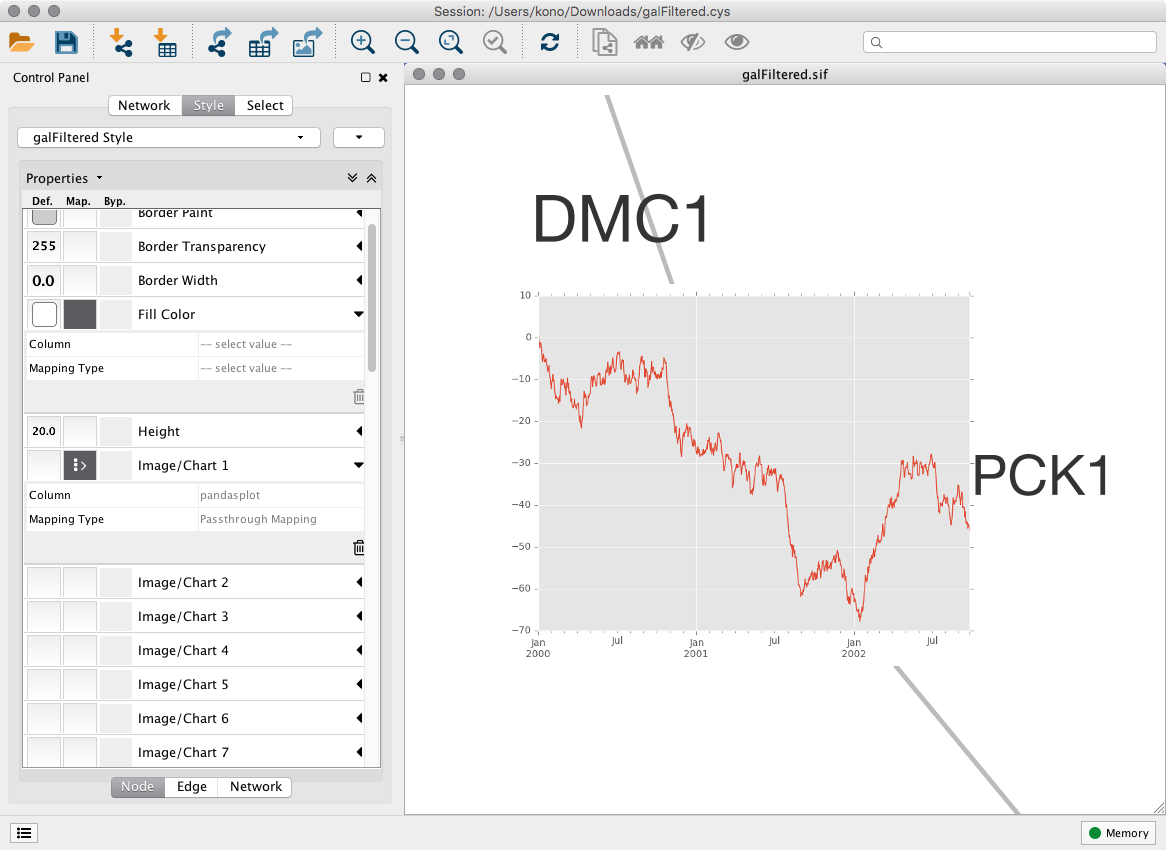 Session: /Users/kono/Downloads/galFiltered.cys
Control Panel
Network Style Select
galFiltered Style
Properties
Def. Map. Byp.
Border Paint
255 Border Transparency
0.0 Border Width
Fill Color
Column -- select value --
Mapping Type -- select value --
20.0 Height
Image/Chart 1
Column pandasplot
Mapping Type Passthrough Mapping
Image/Chart 2
Image/Chart 3
Image/Chart 4
Image/Chart 5
Image/Chart 6
Image/Chart 7
Node Edge Network
galFiltered.sif
DMC1
10
0
−10
−20
−30
−40
−50
−60
−70
Jan Jul Jan Jul Jan Jul
2000 2001 2002
PCK1
Memory